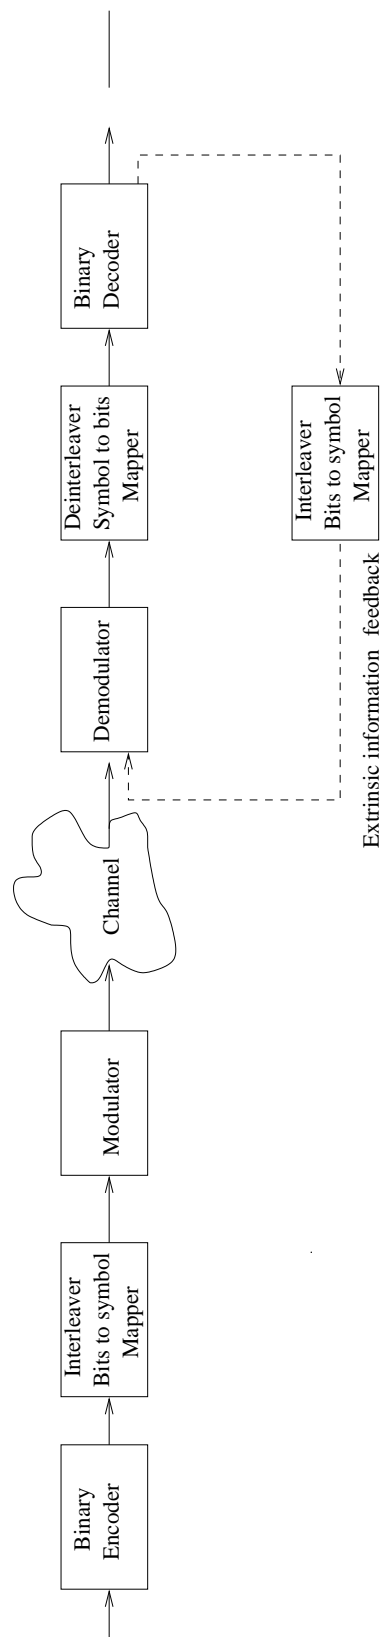 Binary
Encoder
Interleaver
Bits to symbol
Mapper
Modulator
Channel
Demodulator
Deinterleaver
Symbol to bits
Mapper
Binary
Decoder
Interleaver
Bits to symbol
Mapper
Extrinsic information feedback